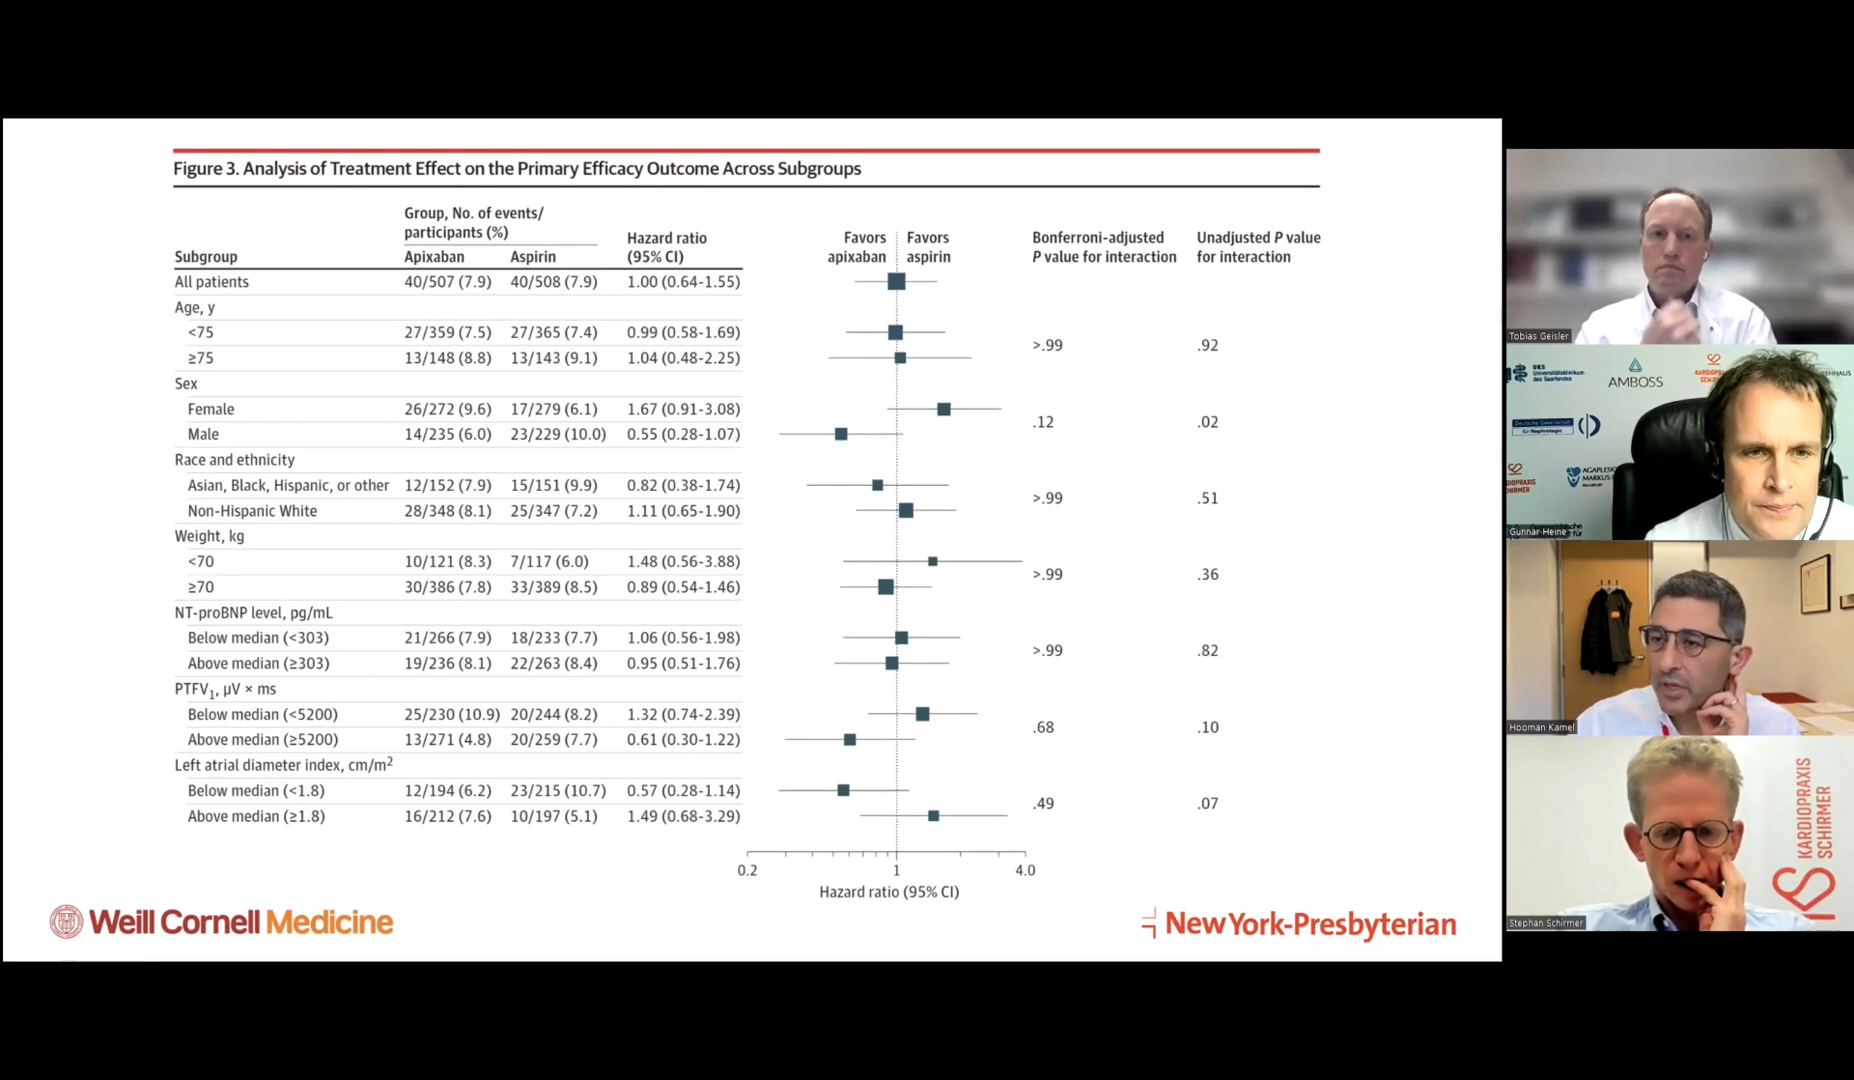 Figure 3. Analysis of Treatment Effect on the Primary Efficacy Outcome Across Subgroups
Group, No. of events/
participants (%)
Subgroup Apixaban Aspirin Hazard ratio (95% CI) Favors apixaban Favors aspirin Bonferroni-adjusted P value for interaction Unadjusted P value for interaction
All patients 40/507 (7.9) 40/508 (7.9) 1.00 (0.64-1.55)
Age, y
<75 27/359 (7.5) 27/365 (7.4) 0.99 (0.58-1.69)
>.99 .92
≥75 13/148 (8.8) 13/143 (9.1) 1.04 (0.48-2.25)
Sex
Female 26/272 (9.6) 17/279 (6.1) 1.67 (0.91-3.08)
.12 .02
Male 14/235 (6.0) 23/229 (10.0) 0.55 (0.28-1.07)
Race and ethnicity
Asian, Black, Hispanic, or other 12/152 (7.9) 15/151 (9.9) 0.82 (0.38-1.74)
>.99 .51
Non-Hispanic White 28/348 (8.1) 25/347 (7.2) 1.11 (0.65-1.90)
Weight, kg
<70 10/121 (8.3) 7/117 (6.0) 1.48 (0.56-3.88)
>.99 .36
≥70 30/386 (7.8) 33/389 (8.5) 0.89 (0.54-1.46)
NT-proBNP level, pg/mL
Below median (<303) 21/266 (7.9) 18/233 (7.7) 1.06 (0.56-1.98)
>.99 .82
Above median (≥303) 19/236 (8.1) 22/263 (8.4) 0.95 (0.51-1.76)
PTFV1, μV × ms
Below median (<5200) 25/230 (10.9) 20/244 (8.2) 1.32 (0.74-2.39)
.68 .10
Above median (≥5200) 13/271 (4.8) 20/259 (7.7) 0.61 (0.30-1.22)
Left atrial diameter index, cm/m2
Below median (<1.8) 12/194 (6.2) 23/215 (10.7) 0.57 (0.28-1.14)
.49 .07
Above median (≥1.8) 16/212 (7.6) 10/197 (5.1) 1.49 (0.68-3.29)
0.2 1 4.0
Hazard ratio (95% CI)
Weill Cornell Medicine
NewYork-Presbyterian
Tobias Geisler
UKS
Universitätsklinikum
des Saarlandes
AMBOSS
Deutsche Gesellschaft
für Nephrologie
AGAPLESION
MARKUS
SCHIRMER
Gunnar Heine
Hooman Kamel
KARDIOPRAXIS
SCHIRMER
Stephan Schirmer